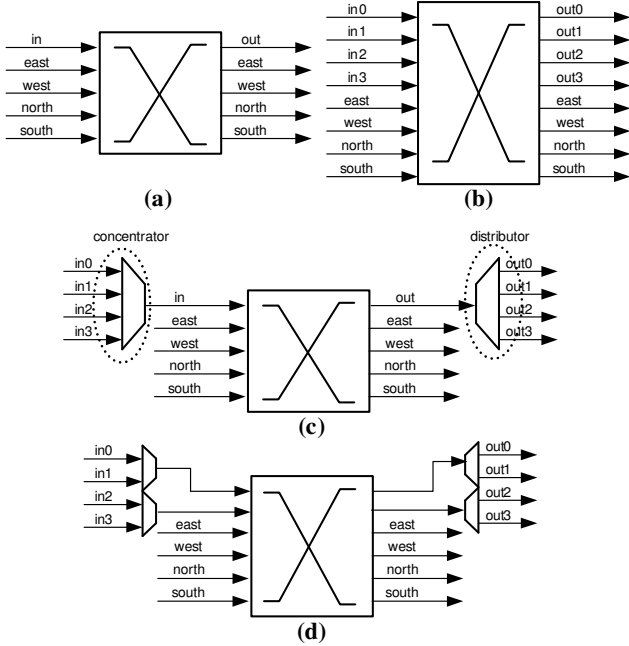 in out
east east
west west
north north
south south
(a)
in0 out0
in1 out1
in2 out2
in3 out3
east east
west west
north north
south south
(b)
concentrator distributor
in0 out0
in1 out1
in2 out2
in3 out3
in out
east east
west west
north north
south south
(c)
in0 out0
in1 out1
in2 out2
in3 out3
east east
west west
north north
south south
(d)